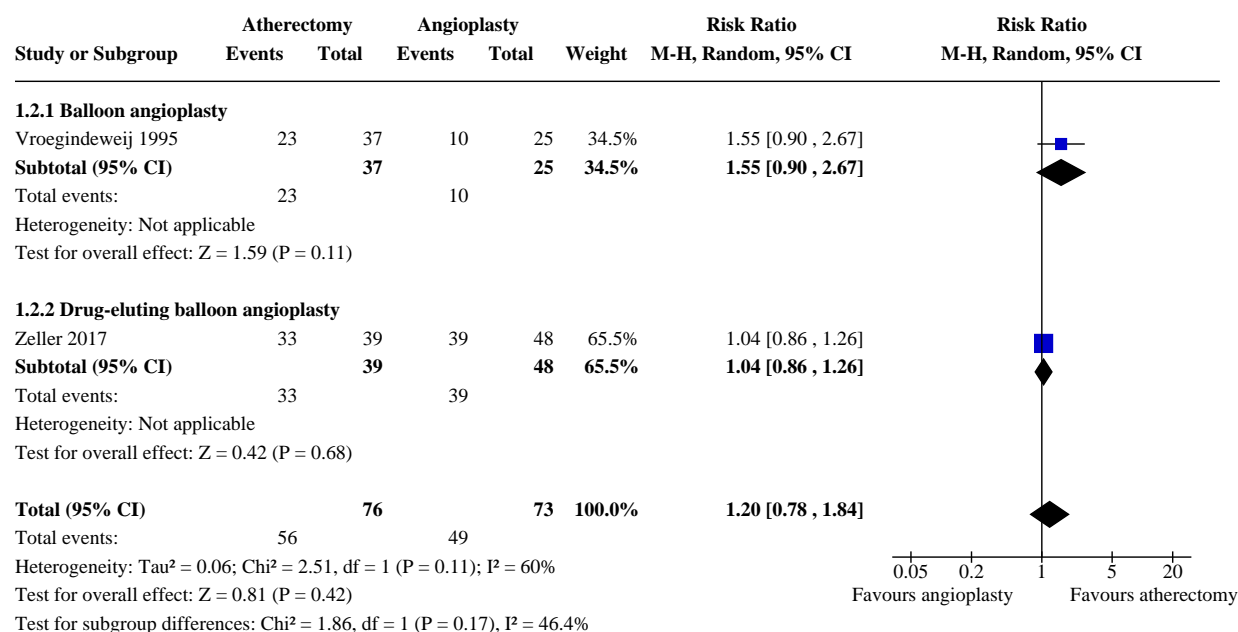 Atherectomy Angioplasty Risk Ratio Risk Ratio
Study or Subgroup Events Total Events Total Weight M-H, Random, 95% CI M-H, Random, 95% CI
1.2.1 Balloon angioplasty
Vroegindeweij 1995 23 37 10 25 34.5% 1.55 [0.90 , 2.67]
Subtotal (95% CI) 37 25 34.5% 1.55 [0.90 , 2.67]
Total events: 23 10
Heterogeneity: Not applicable
Test for overall effect: Z = 1.59 (P = 0.11)
1.2.2 Drug-eluting balloon angioplasty
Zeller 2017 33 39 39 48 65.5% 1.04 [0.86 , 1.26]
Subtotal (95% CI) 39 48 65.5% 1.04 [0.86 , 1.26]
Total events: 33 39
Heterogeneity: Not applicable
Test for overall effect: Z = 0.42 (P = 0.68)
Total (95% CI) 76 73 100.0% 1.20 [0.78 , 1.84]
Total events: 56 49
Heterogeneity: Tau² = 0.06; Chi² = 2.51, df = 1 (P = 0.11); I² = 60%
0.05 0.2 1 5 20
Test for overall effect: Z = 0.81 (P = 0.42)
Favours angioplasty Favours atherectomy
Test for subgroup differences: Chi² = 1.86, df = 1 (P = 0.17), I² = 46.4%